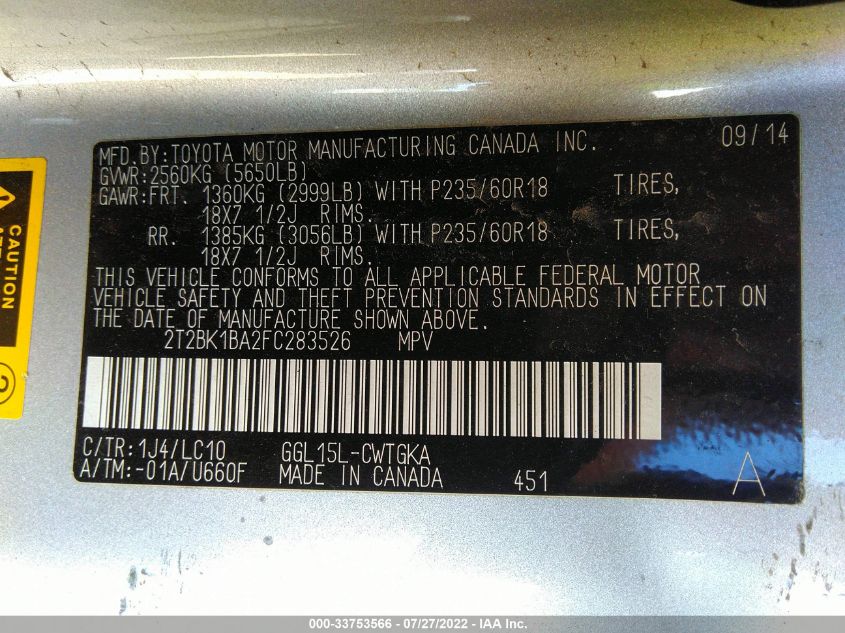 MFD.BY:TOYOTA MOTOR MANUFACTURING CANADA INC. 09/14
GVWR:2560KG (5650LB)
GAWR:FRT. 1360KG (2999LB) WITH P235/60R18 TIRES,
18X7 1/2J RIMS.
RR. 1385KG (3056LB) WITH P235/60R18 TIRES,
18X7 1/2J RIMS.
THIS VEHICLE CONFORMS TO ALL APPLICABLE FEDERAL MOTOR
VEHICLE SAFETY AND THEFT PREVENTION STANDARDS IN EFFECT ON
THE DATE OF MANUFACTURE SHOWN ABOVE.
2T2BK1BA2FC283526 MPV
C/TR:1J4/LC10 GGL15L-CWTGKA
A/TM:-01A/U660F MADE IN CANADA 451 A
CAUTION
2
000-33753566 - 07/27/2022 - IAA Inc.